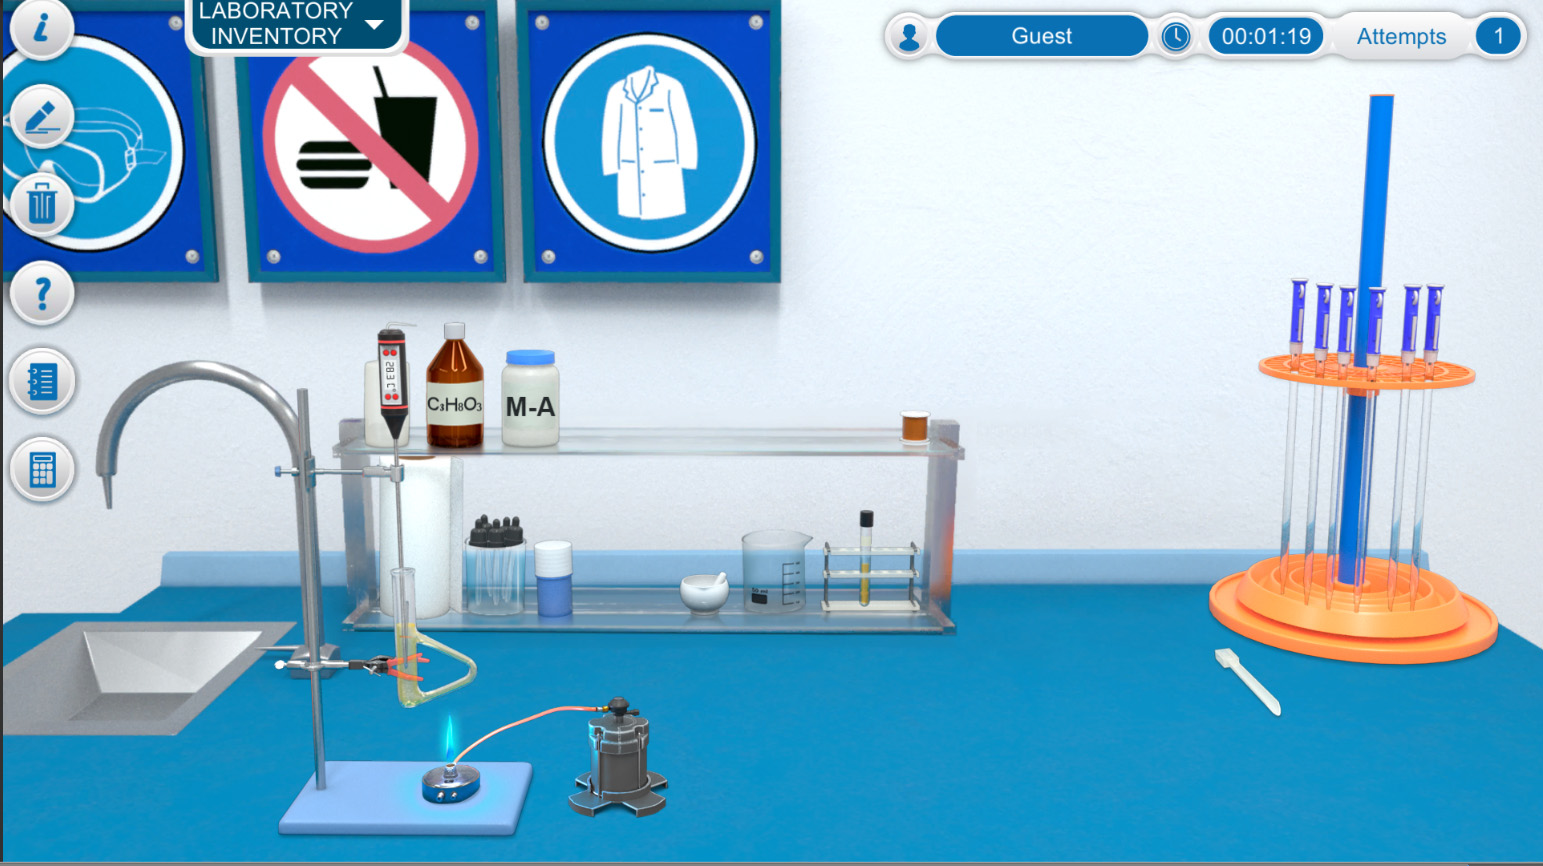 LABORATORY
INVENTORY
Guest
00:01:19
Attempts
1
i
?
C₃H₈O₃
M-A